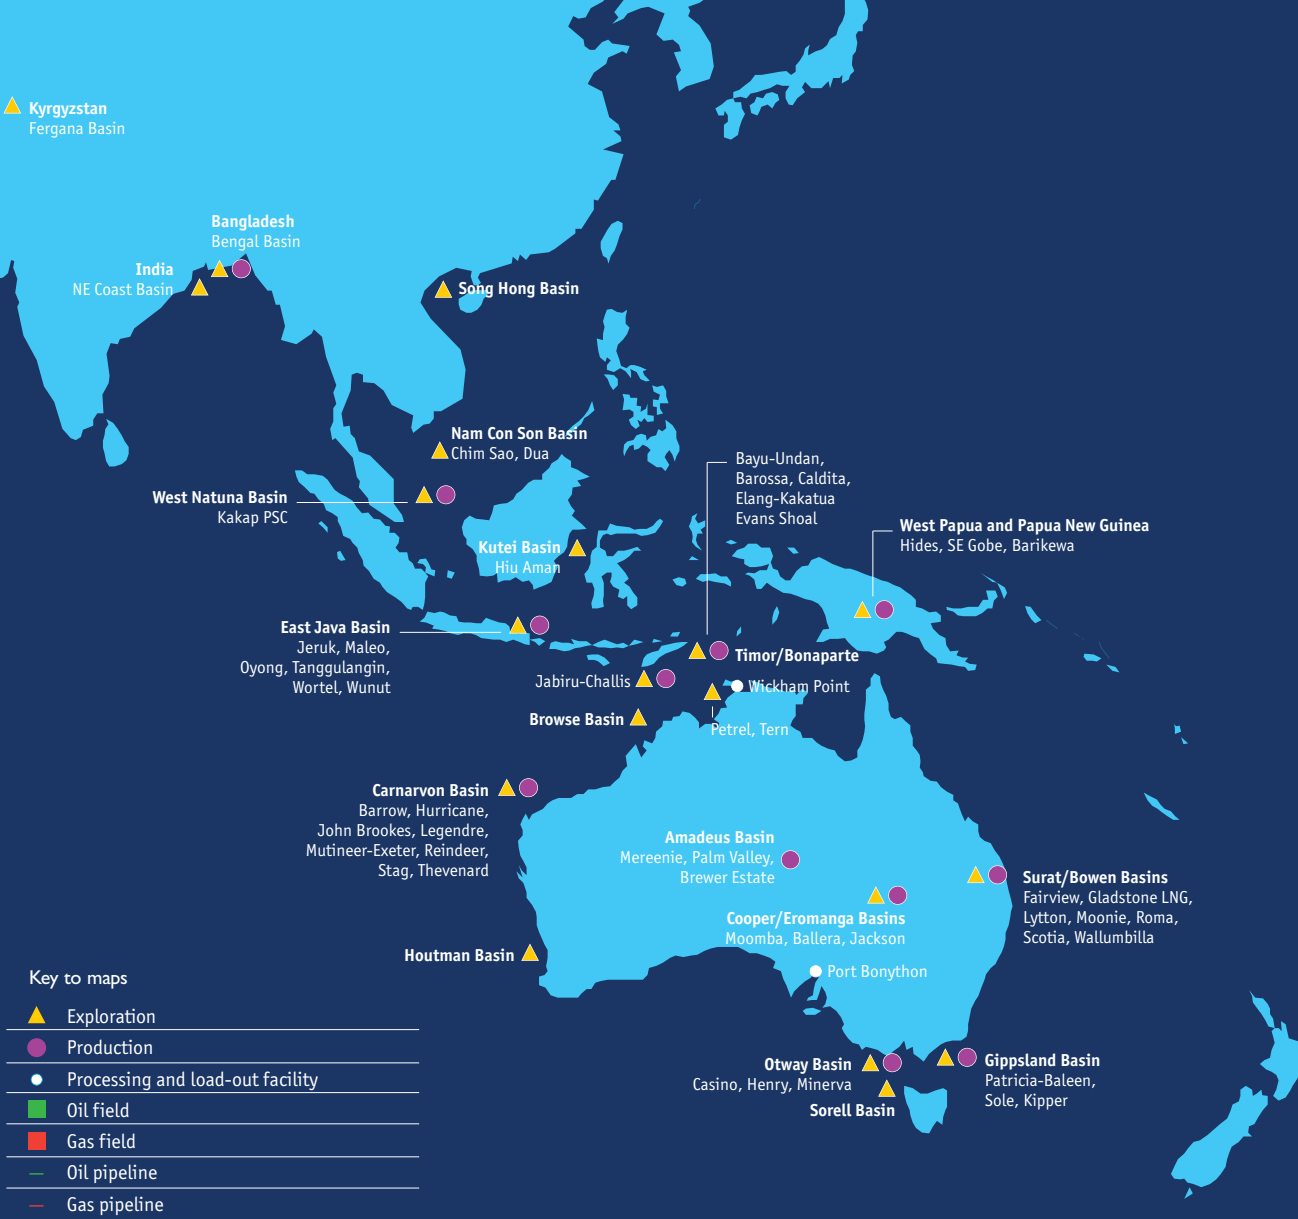 Kyrgyzstan
Fergana Basin
Bangladesh
Bengal Basin
India
NE Coast Basin
Song Hong Basin
Nam Con Son Basin
Chim Sao, Dua
West Natuna Basin
Kakap PSC
Bayu-Undan,
Barossa, Caldita,
Elang-Kakatua
Evans Shoal
West Papua and Papua New Guinea
Hides, SE Gobe, Barikewa
Kutei Basin
Hiu Aman
East Java Basin
Jeruk, Maleo,
Oyong, Tanggulangin,
Wortel, Wunut
Timor/Bonaparte
Jabiru-Challis
Wickham Point
Browse Basin
Petrel, Tern
Carnarvon Basin
Barrow, Hurricane,
John Brookes, Legendre,
Mutineer-Exeter, Reindeer,
Stag, Thevenard
Amadeus Basin
Mereenie, Palm Valley,
Brewer Estate
Surat/Bowen Basins
Fairview, Gladstone LNG,
Lytton, Moonie, Roma,
Scotia, Wallumbilla
Cooper/Eromanga Basins
Moomba, Ballera, Jackson
Houtman Basin
Port Bonython
Otway Basin
Casino, Henry, Minerva
Sorell Basin
Gippsland Basin
Patricia-Baleen,
Sole, Kipper
Key to maps
Exploration
Production
Processing and load-out facility
Oil field
Gas field
Oil pipeline
Gas pipeline